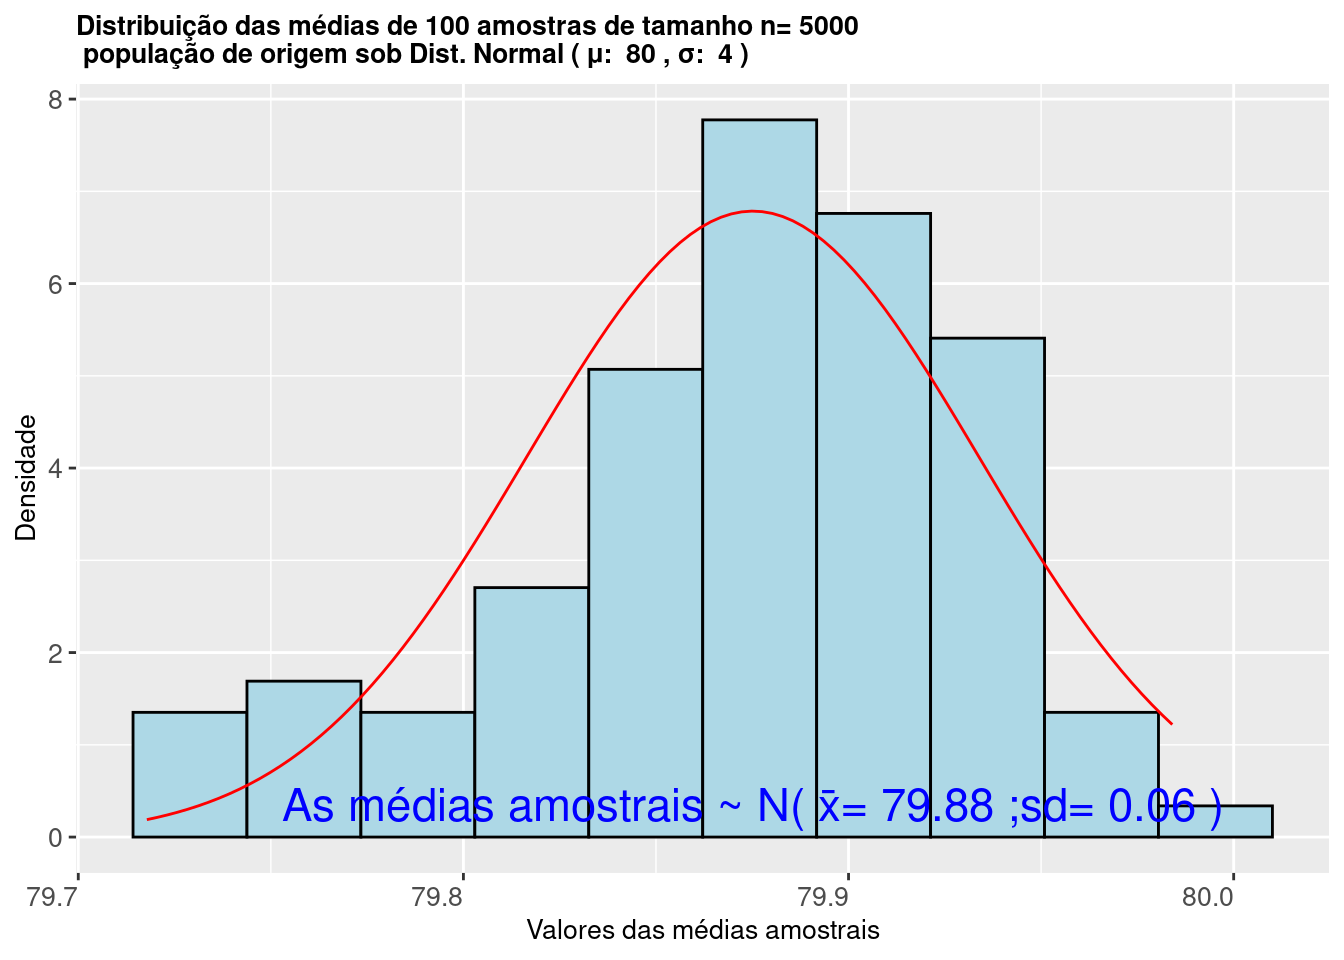 Distribuição das médias de 100 amostras de tamanho n= 5000
população de origem sob Dist. Normal ( μ: 80 , σ: 4 )
8
6
4
2
0
Densidade
As médias amostrais ~ N( x̄= 79.88 ;sd= 0.06 )
79.7 79.8 79.9 80.0
Valores das médias amostrais